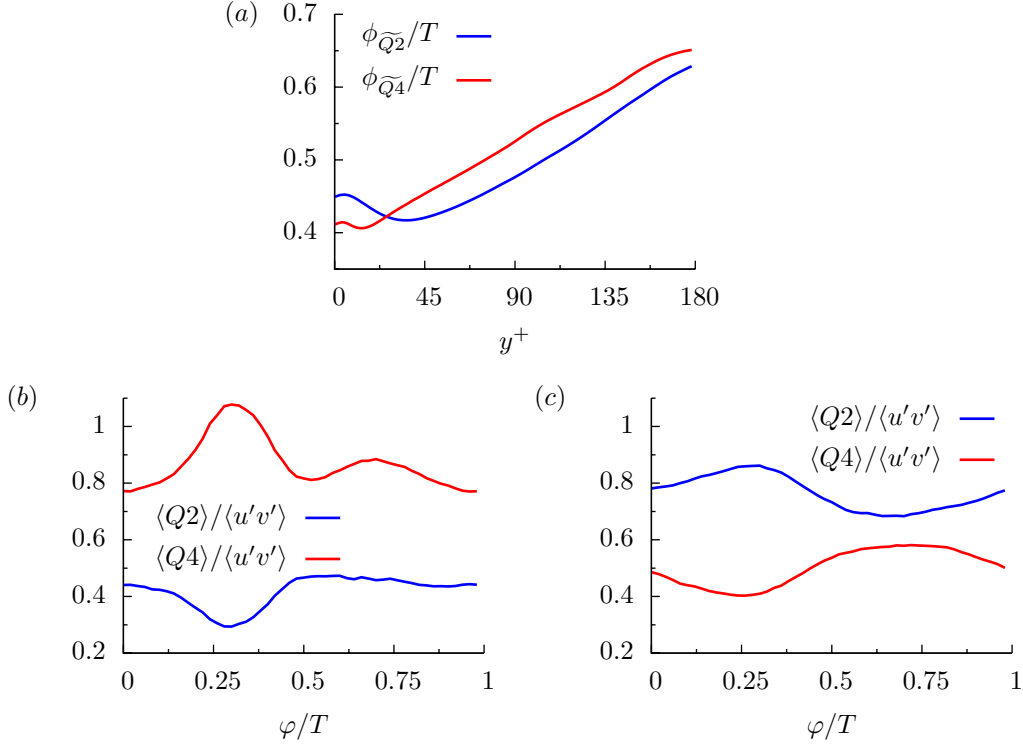 (a)
0.7
0.6
0.5
0.4
ϕ_{\widetilde{Q2}}/T
ϕ_{\widetilde{Q4}}/T
0 45 90 135 180
y⁺
(b)
1
0.8
0.6
0.4
0.2
⟨Q2⟩/⟨u′v′⟩
⟨Q4⟩/⟨u′v′⟩
0 0.25 0.5 0.75 1
φ/T
(c)
1
0.8
0.6
0.4
0.2
⟨Q2⟩/⟨u′v′⟩
⟨Q4⟩/⟨u′v′⟩
0 0.25 0.5 0.75 1
φ/T